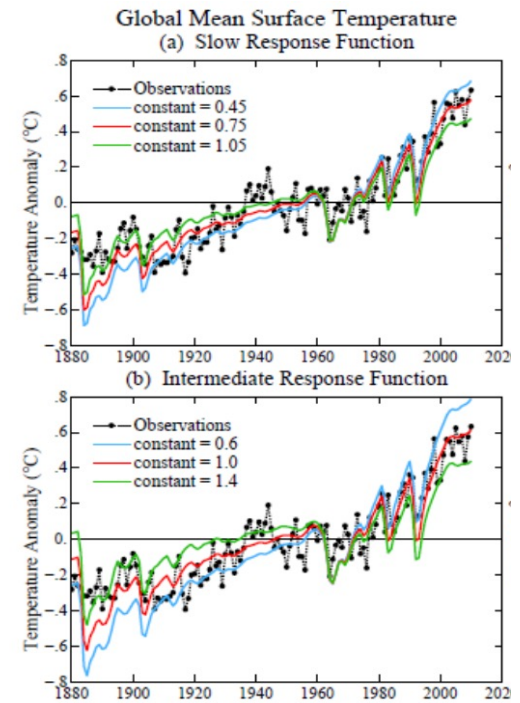 Global Mean Surface Temperature
(a) Slow Response Function
.8
.6
.4
.2
0.
-.2
-.4
-.6
-.8
Temperature Anomaly (°C)
Observations
constant = 0.45
constant = 0.75
constant = 1.05
1880 1900 1920 1940 1960 1980 2000 2020
(b) Intermediate Response Function
.8
.6
.4
.2
0.
-.2
-.4
-.6
-.8
Temperature Anomaly (°C)
Observations
constant = 0.6
constant = 1.0
constant = 1.4
1880 1900 1920 1940 1960 1980 2000 2020